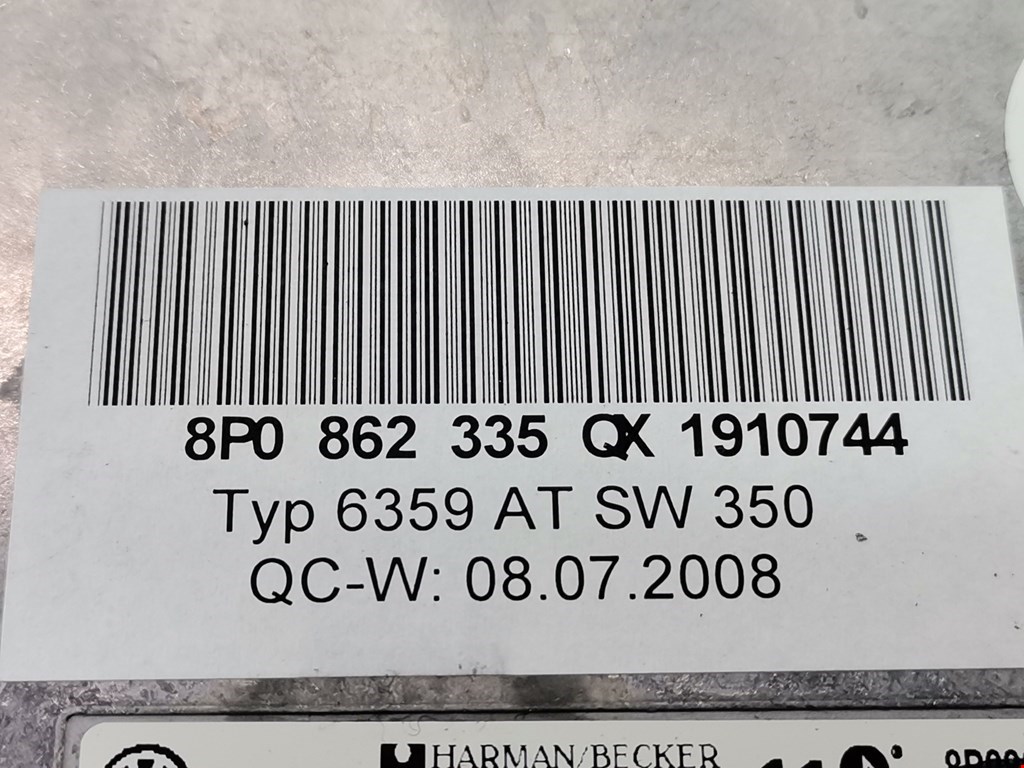 8P0 862 335 QX 1910744
Typ 6359 AT SW 350
QC-W: 08.07.2008
HARMAN/BECKER